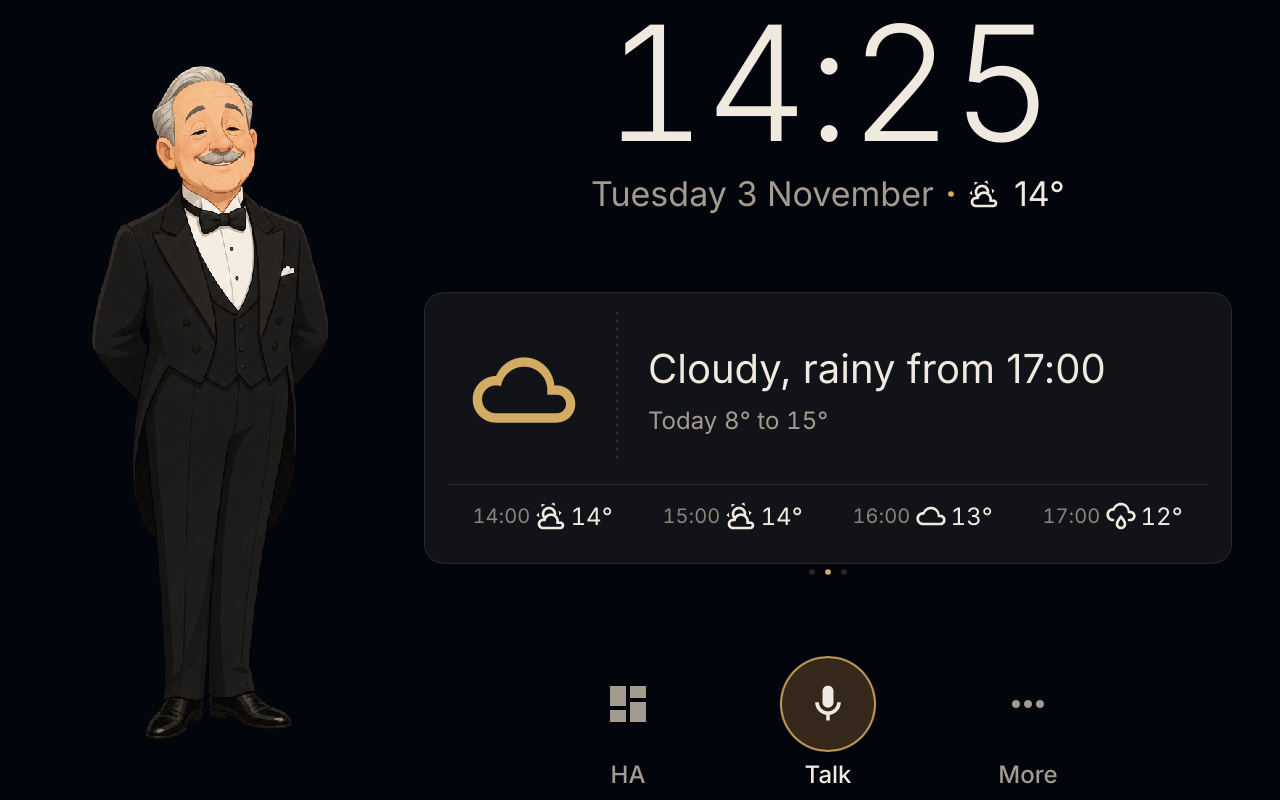 14:25
Tuesday 3 November • 14°
Cloudy, rainy from 17:00
Today 8° to 15°
14:00 14° 15:00 14° 16:00 13° 17:00 12°
HA Talk More